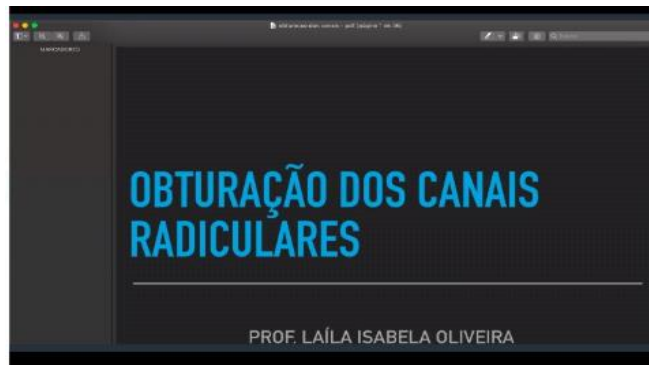 OBTURAÇÃO DOS CANAIS
RADICULARES
PROF. LAÍLA ISABELA OLIVEIRA